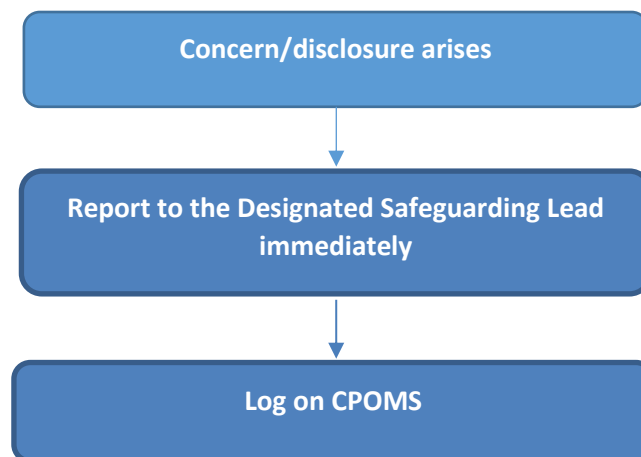 Concern/disclosure arises
Report to the Designated Safeguarding Lead
immediately
Log on CPOMS